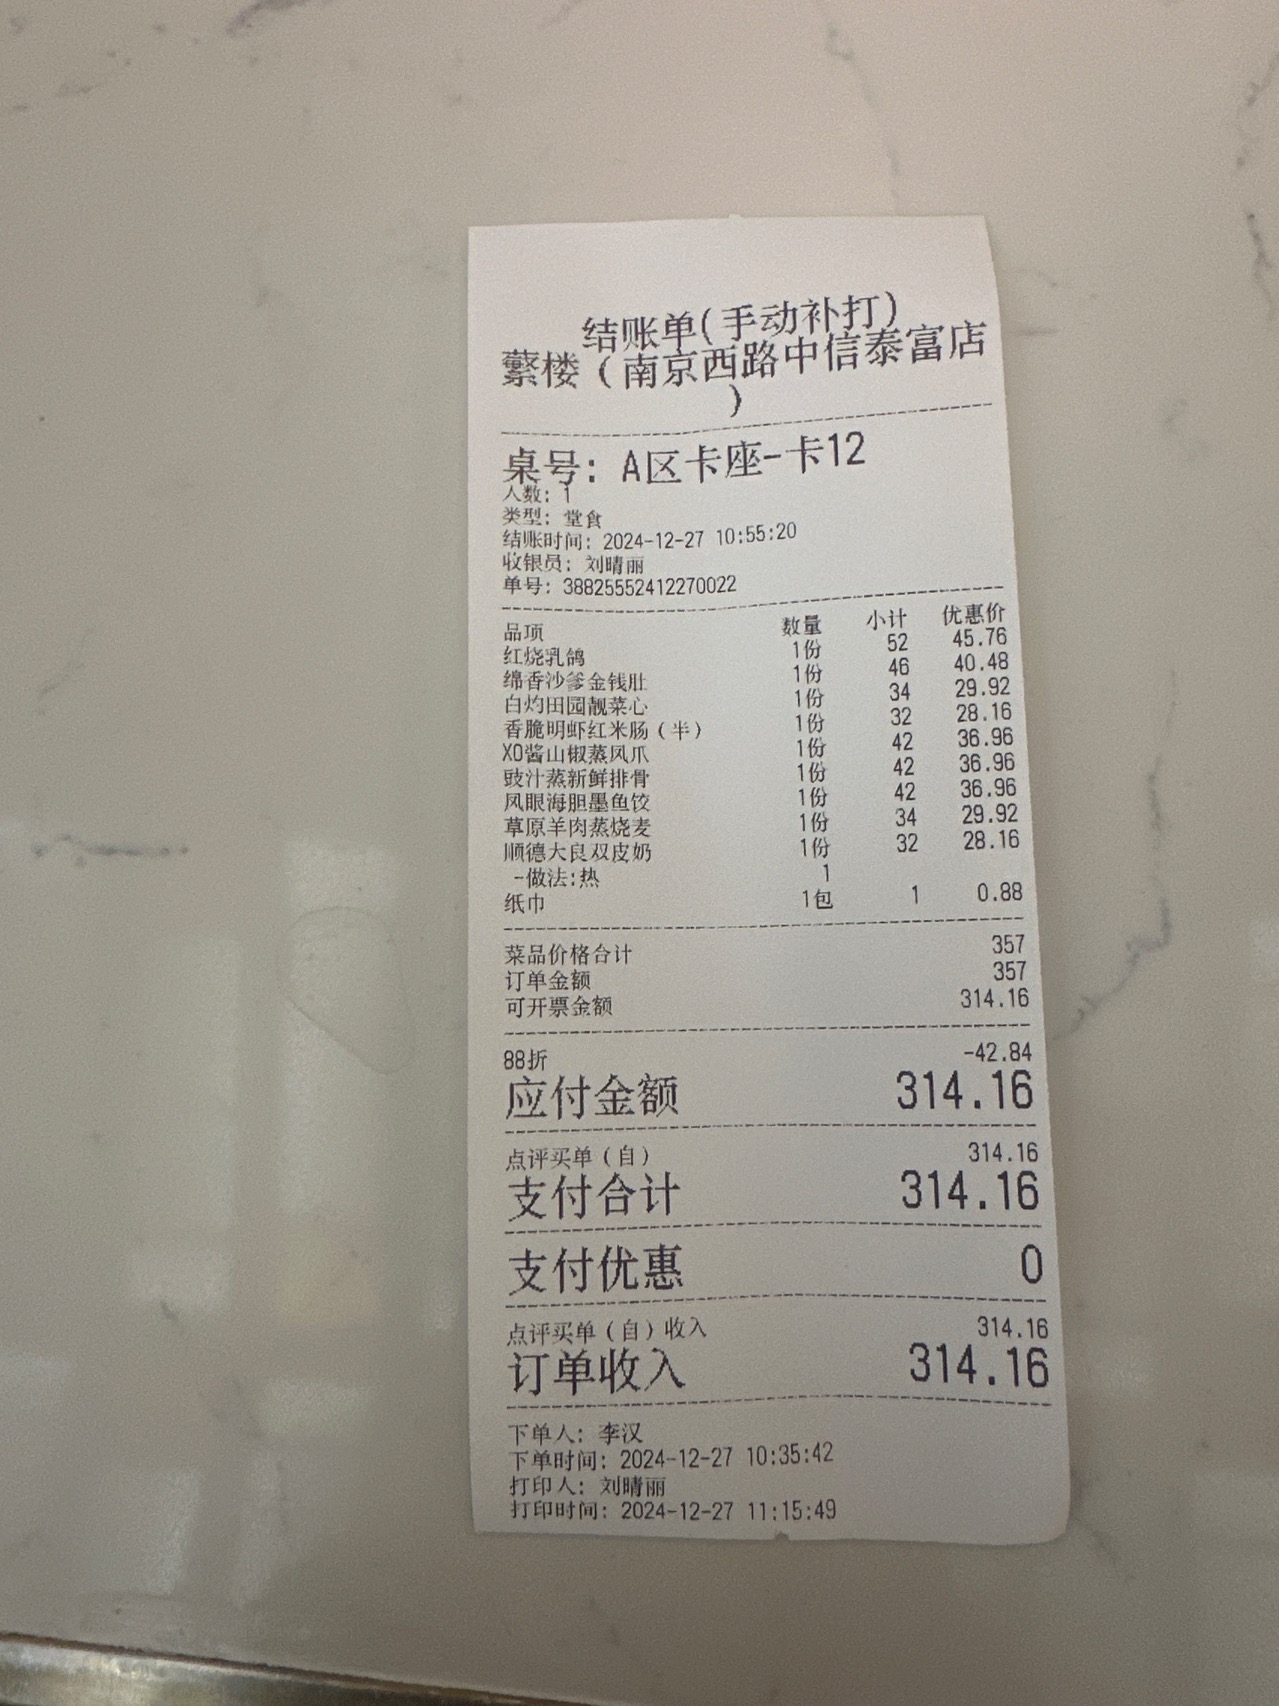 结账单(手动补打)
蘩楼（南京西路中信泰富店
）
桌号: A区卡座-卡12
人数: 1
类型: 堂食
结账时间: 2024-12-27 10:55:20
收银员: 刘晴丽
单号: 38825552412270022
品项 数量 小计 优惠价
红烧乳鸽 1份 52 45.76
绵香沙爹金钱肚 1份 46 40.48
白灼田园靓菜心 1份 34 29.92
香脆明虾红米肠（半） 1份 32 28.16
XO酱山椒蒸凤爪 1份 42 36.96
豉汁蒸新鲜排骨 1份 42 36.96
凤眼海胆墨鱼饺 1份 42 36.96
草原羊肉蒸烧麦 1份 34 29.92
顺德大良双皮奶 1份 32 28.16
-做法:热 1
纸巾 1包 1 0.88
菜品价格合计 357
订单金额 357
可开票金额 314.16
88折 -42.84
应付金额 314.16
点评买单（自） 314.16
支付合计 314.16
支付优惠 0
点评买单（自）收入 314.16
订单收入 314.16
下单人: 李汉
下单时间: 2024-12-27 10:35:42
打印人: 刘晴丽
打印时间: 2024-12-27 11:15:49